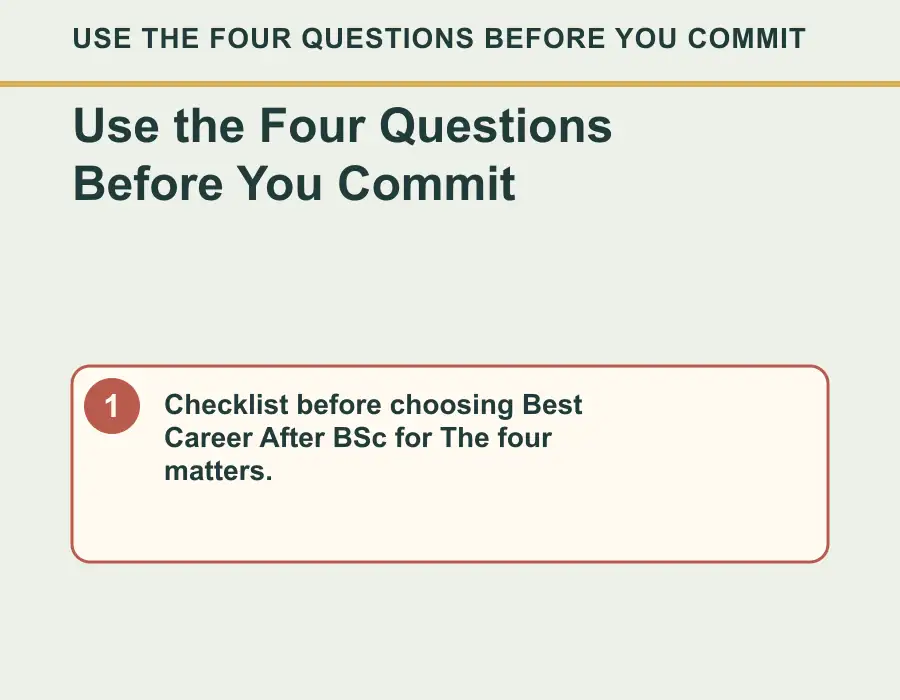 USE THE FOUR QUESTIONS BEFORE YOU COMMIT
Use the Four Questions
Before You Commit
1
Checklist before choosing Best
Career After BSc for The four
matters.